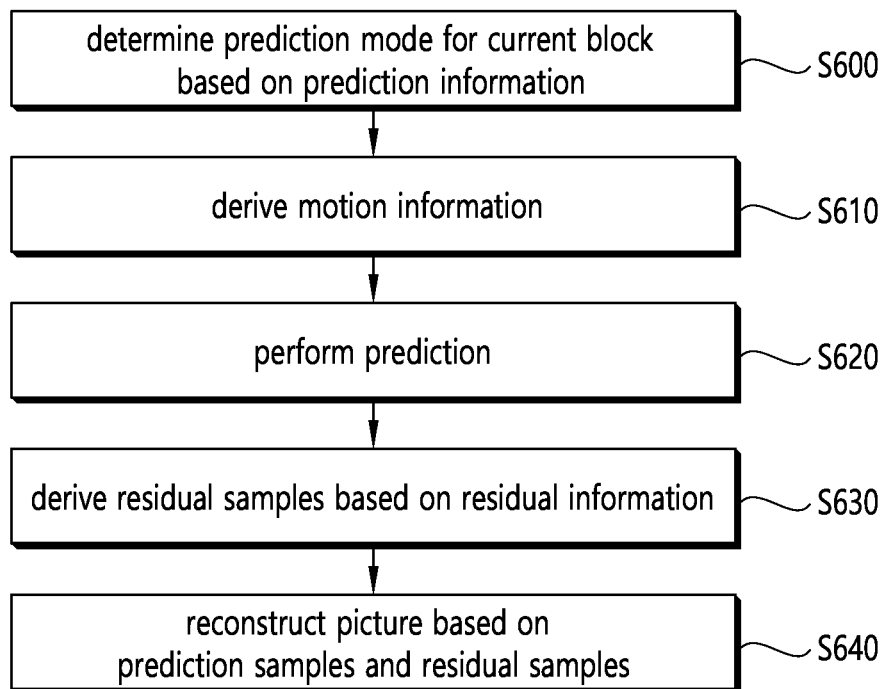 determine prediction mode for current block
based on prediction information
S600
derive motion information
S610
perform prediction
S620
derive residual samples based on residual information
S630
reconstruct picture based on
prediction samples and residual samples
S640